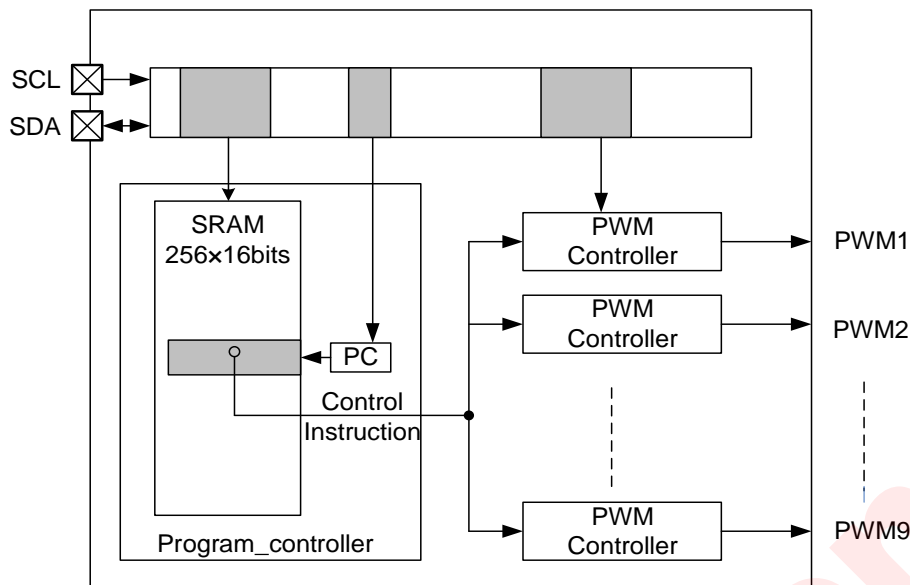 SCL
SDA
SRAM
256×16bits
PC
Control
Instruction
Program_controller
PWM
Controller
PWM1
PWM
Controller
PWM2
PWM
Controller
PWM9